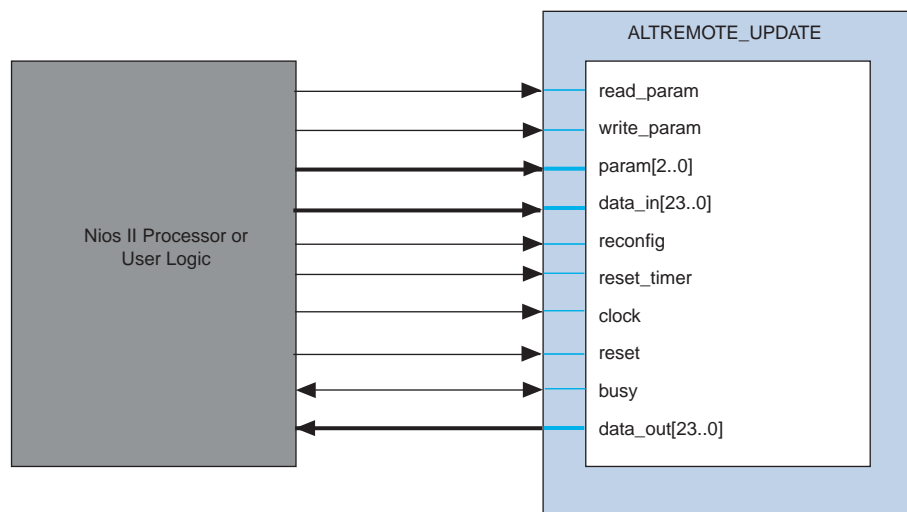 ALTREMOTE_UPDATE
read_param
write_param
param[2..0]
data_in[23..0]
Nios II Processor or
User Logic
reconfig
reset_timer
clock
reset
busy
data_out[23..0]